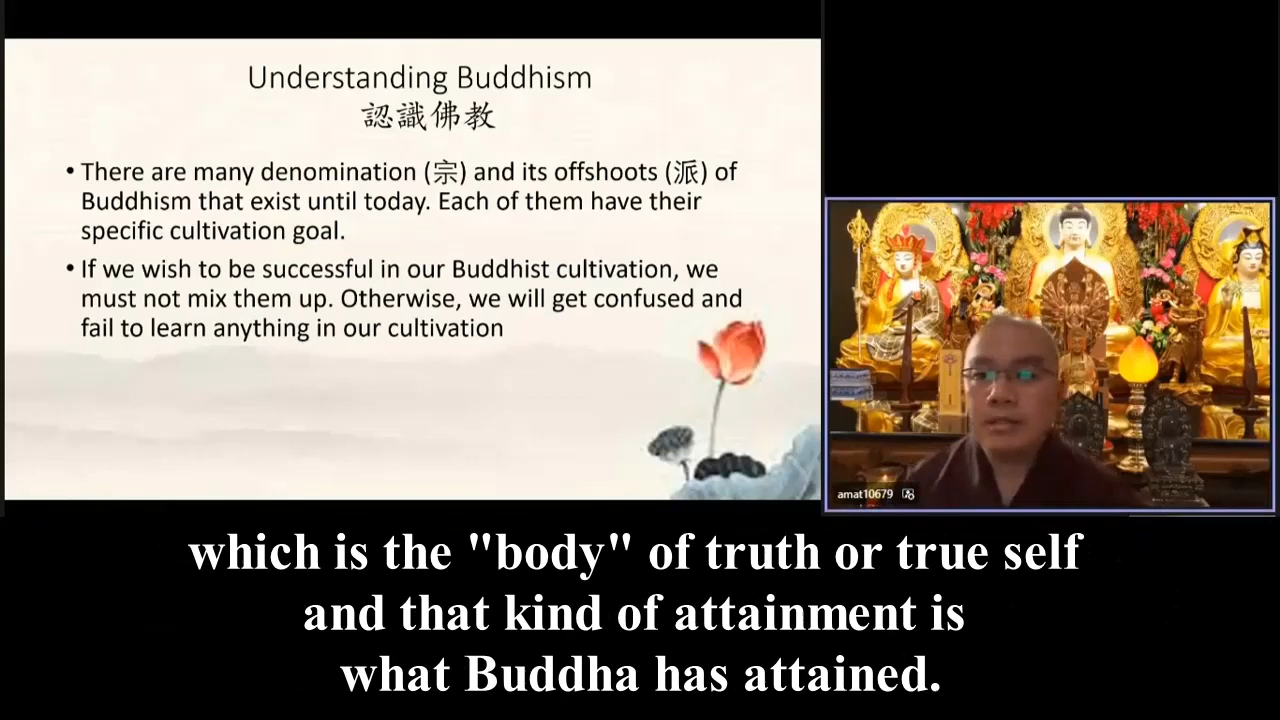 Understanding Buddhism
認識佛教
• There are many denomination (宗) and its offshoots (派) of
Buddhism that exist until today. Each of them have their
specific cultivation goal.
• If we wish to be successful in our Buddhist cultivation, we
must not mix them up. Otherwise, we will get confused and
fail to learn anything in our cultivation
amat10679
which is the "body" of truth or true self
and that kind of attainment is
what Buddha has attained.